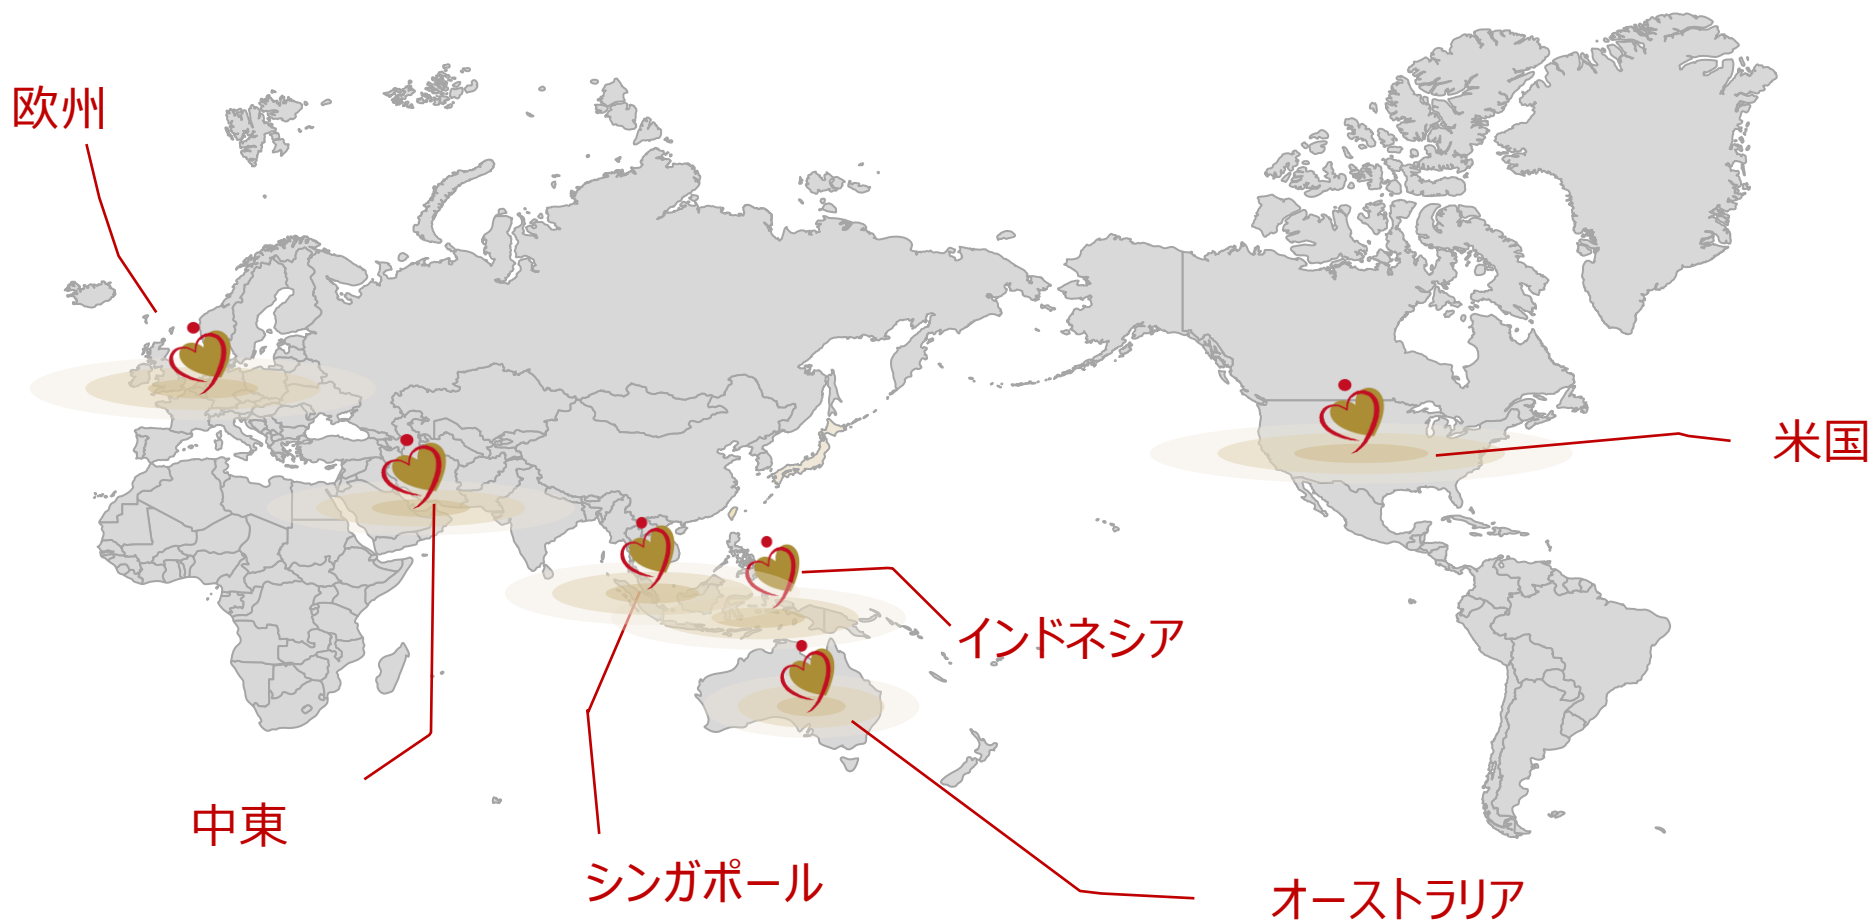 欧州
米国
インドネシア
中東
シンガポール
オーストラリア